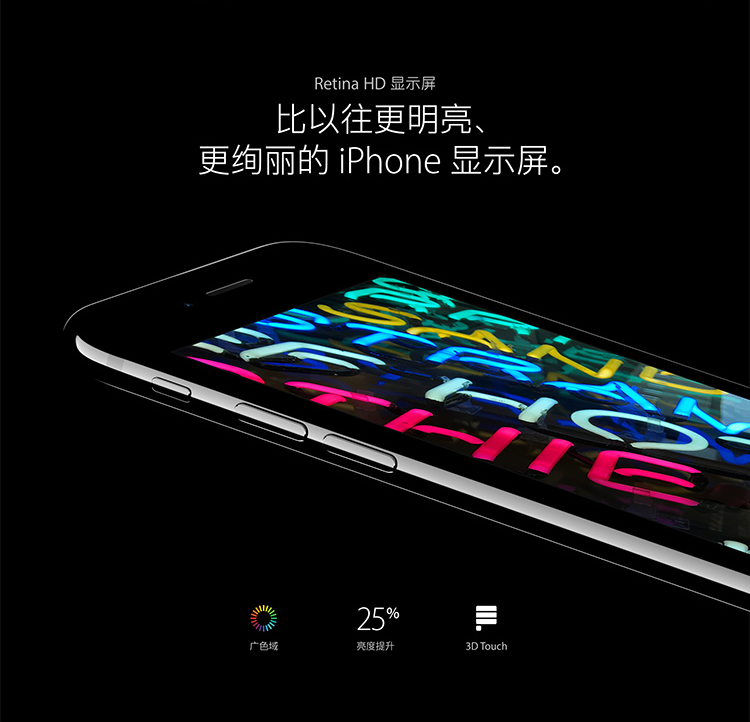 Retina HD 显示屏
比以往更明亮、
更绚丽的 iPhone 显示屏。
SANE
25%
广色域
亮度提升
3D Touch